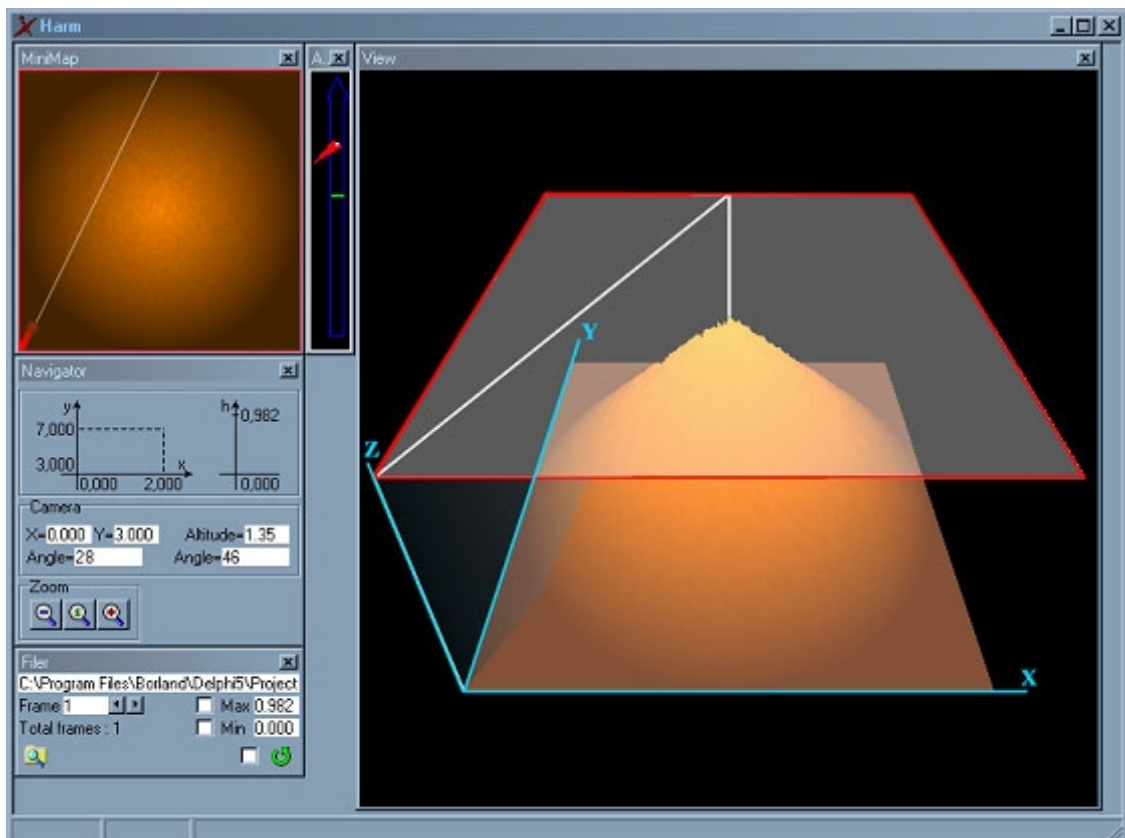 Harm
MiniMap
A..
View
Navigator
y
7,000
3,000
x
0,000 2,000
h
0,982
0,000
Camera
X=0.000 Y=3.000 Altitude=1.35
Angle=28 Angle=46
Zoom
Filer
C:\Program Files\Borland\Delphi5\Project
Frame 1 Max 0.982
Total frames : 1 Min 0.000
Y
Z
X